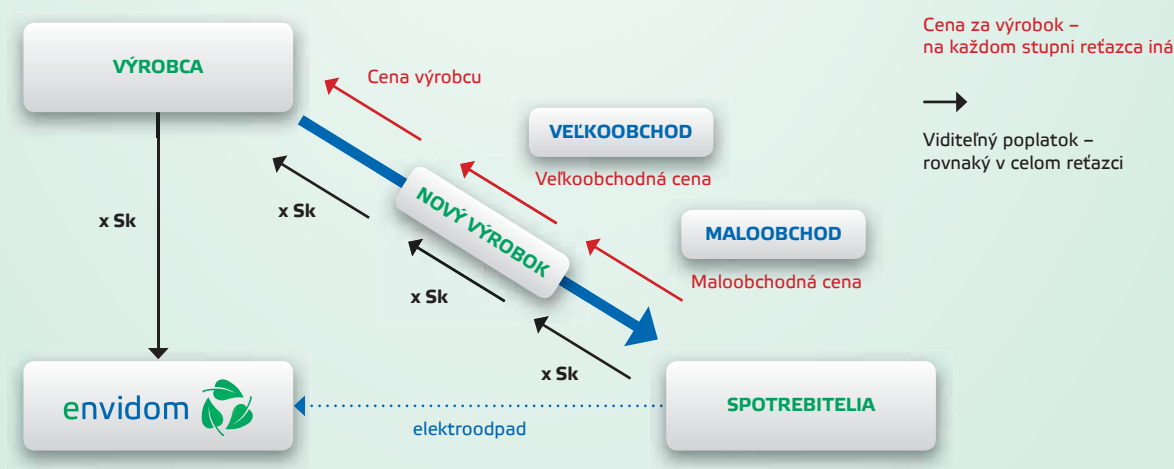 VÝROBCA
Cena výrobcu
VEĽKOOBCHOD
Veľkoobchodná cena
MALOOBCHOD
Maloobchodná cena
NOVÝ VÝROBOK
x Sk
x Sk
x Sk
x Sk
envidom
elektroodpad
SPOTREBITELIA
Cena za výrobok –
na každom stupni reťazca iná
Viditeľný poplatok –
rovnaký v celom reťazci